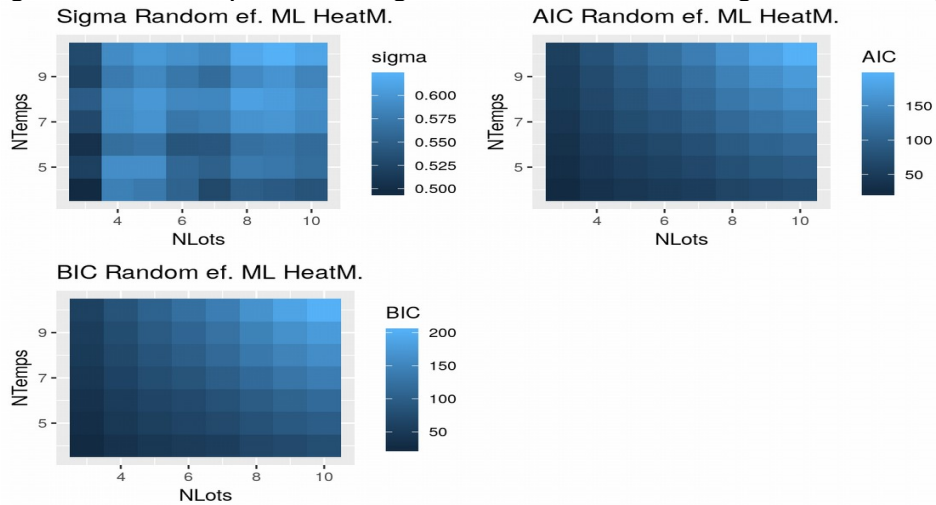 Sigma Random ef. ML HeatM.
sigma
0.600
0.575
0.550
0.525
0.500
9
7
5
NTemps
4 6 8 10
NLots
AIC Random ef. ML HeatM.
AIC
150
100
50
9
7
5
NTemps
4 6 8 10
NLots
BIC Random ef. ML HeatM.
BIC
200
150
100
50
9
7
5
NTemps
4 6 8 10
NLots